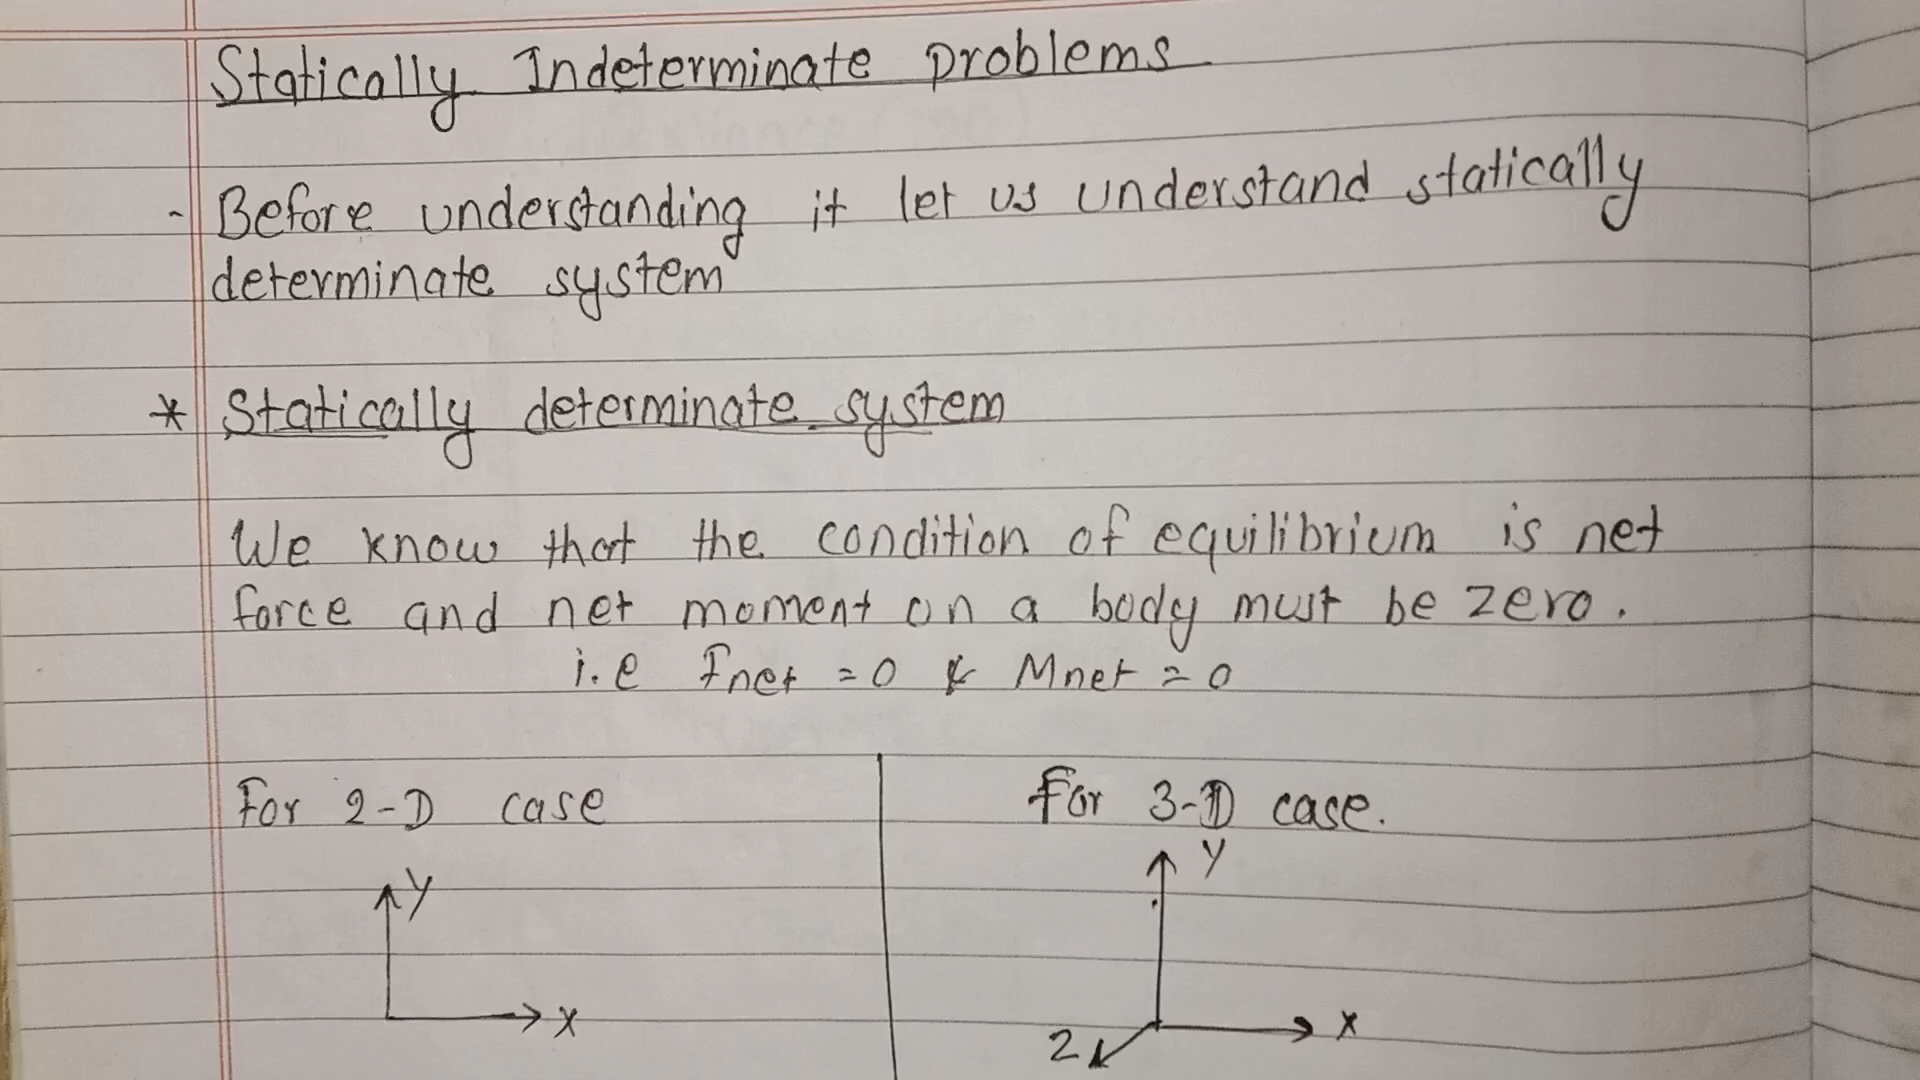 Statically Indeterminate problems
- Before understanding it let us understand statically
determinate system
* Statically determinate system
We know that the condition of equilibrium is net
force and net moment on a body must be zero.
i.e Fnet = 0 & Mnet = 0
For 2-D case
Y
X
For 3-D case.
Y
X
Z